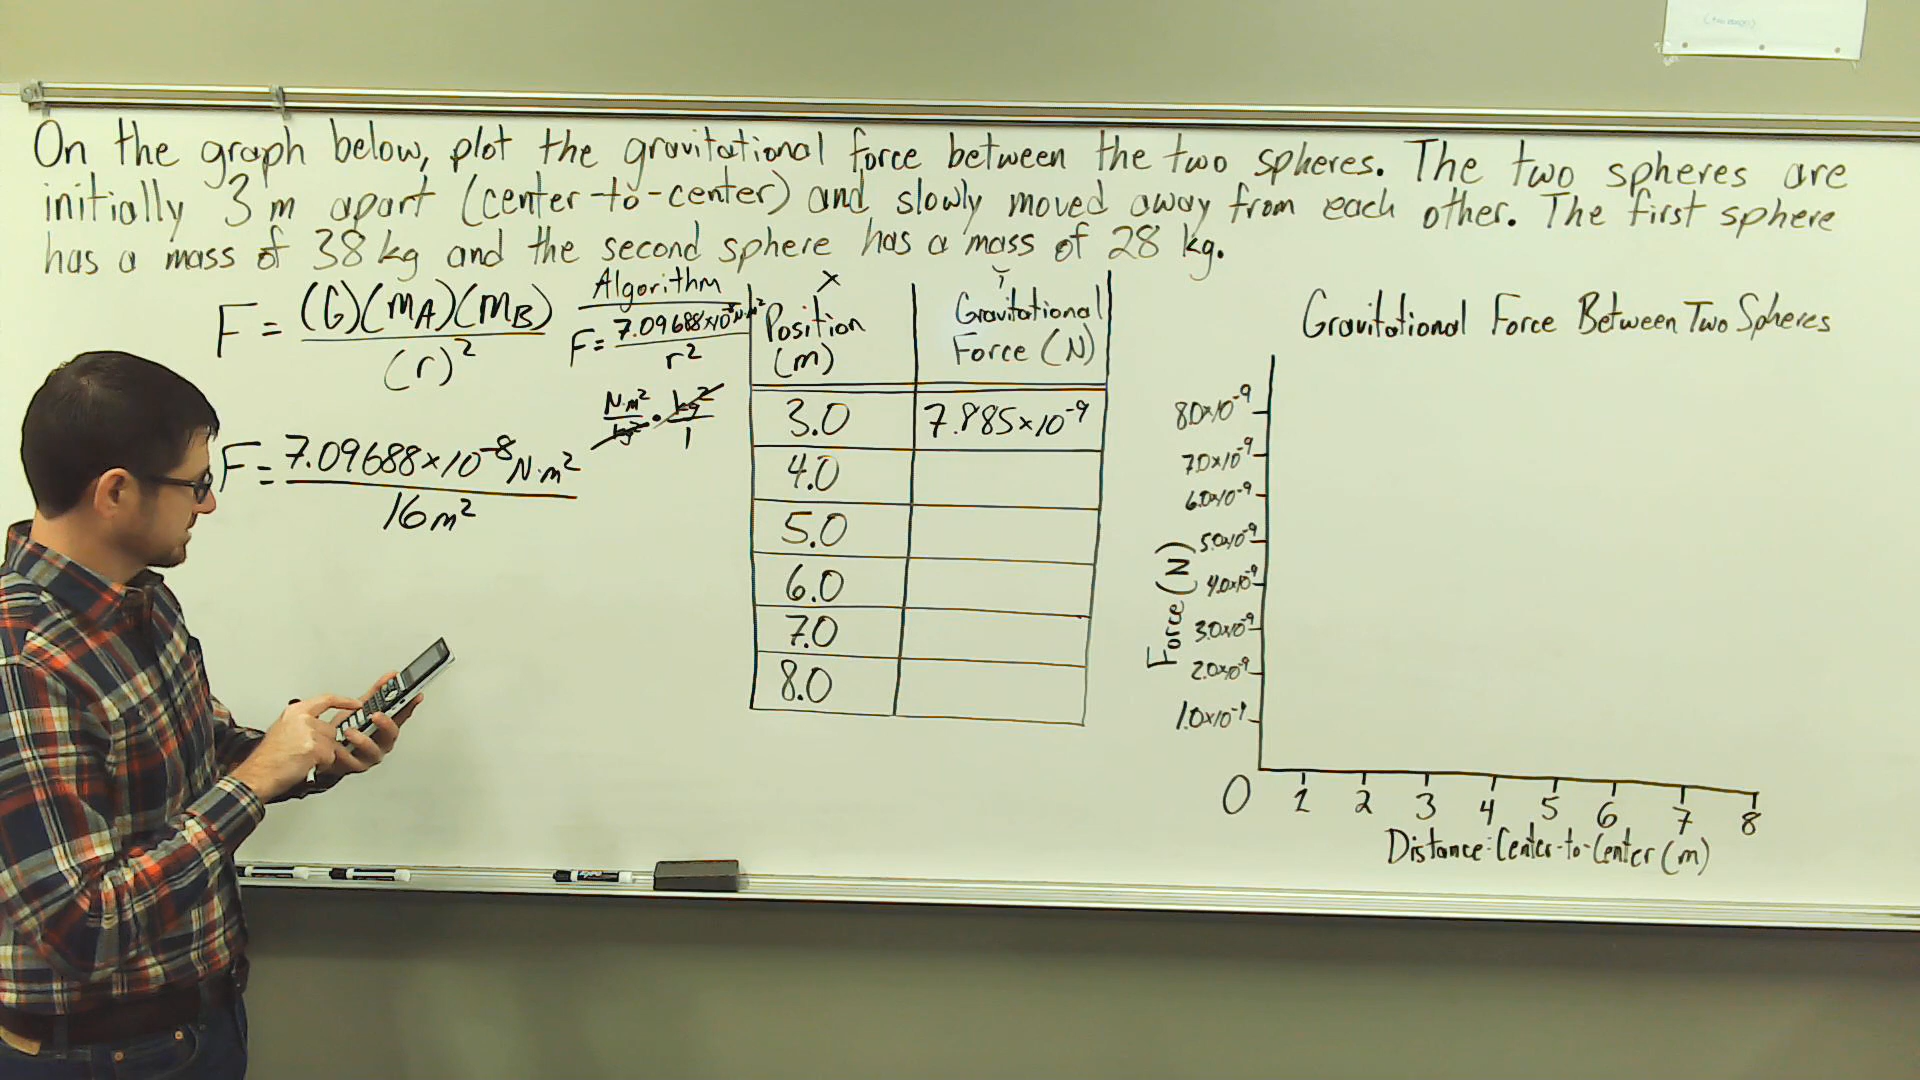 On the graph below, plot the gravitational force between the two spheres. The two spheres are
initially 3 m apart (center-to-center) and slowly moved away from each other. The first sphere
has a mass of 38 kg and the second sphere has a mass of 28 kg.
F = (G)(mA)(mB) / (r)²
Algorithm
F = 7.09688×10⁻⁸ N·m² / r²
N·m² / kg² • kg² / 1
F = 7.09688×10⁻⁸ N·m² / 16 m²
x
Position (m)
Y
Gravitational Force (N)
3.0 7.885×10⁻⁹
4.0
5.0
6.0
7.0
8.0
Gravitational Force Between Two Spheres
Force (N)
8.0×10⁻⁹
7.0×10⁻⁹
6.0×10⁻⁹
5.0×10⁻⁹
4.0×10⁻⁹
3.0×10⁻⁹
2.0×10⁻⁹
1.0×10⁻⁹
0 1 2 3 4 5 6 7 8
Distance: Center-to-Center (m)